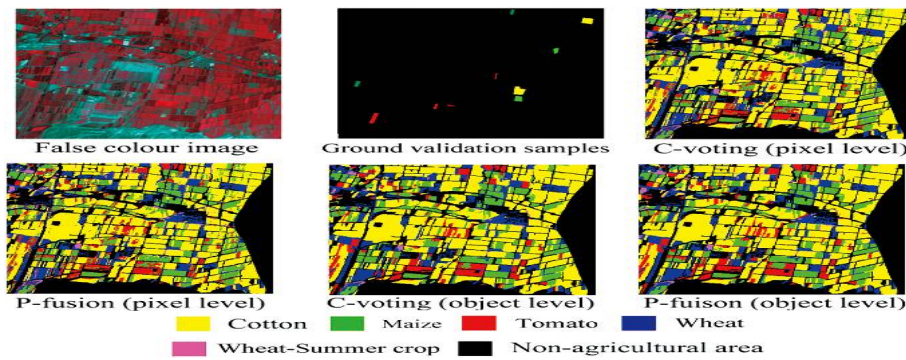 False colour image
Ground validation samples
C-voting (pixel level)
P-fusion (pixel level)
C-voting (object level)
P-fuison (object level)
Cotton
Maize
Tomato
Wheat
Wheat-Summer crop
Non-agricultural area